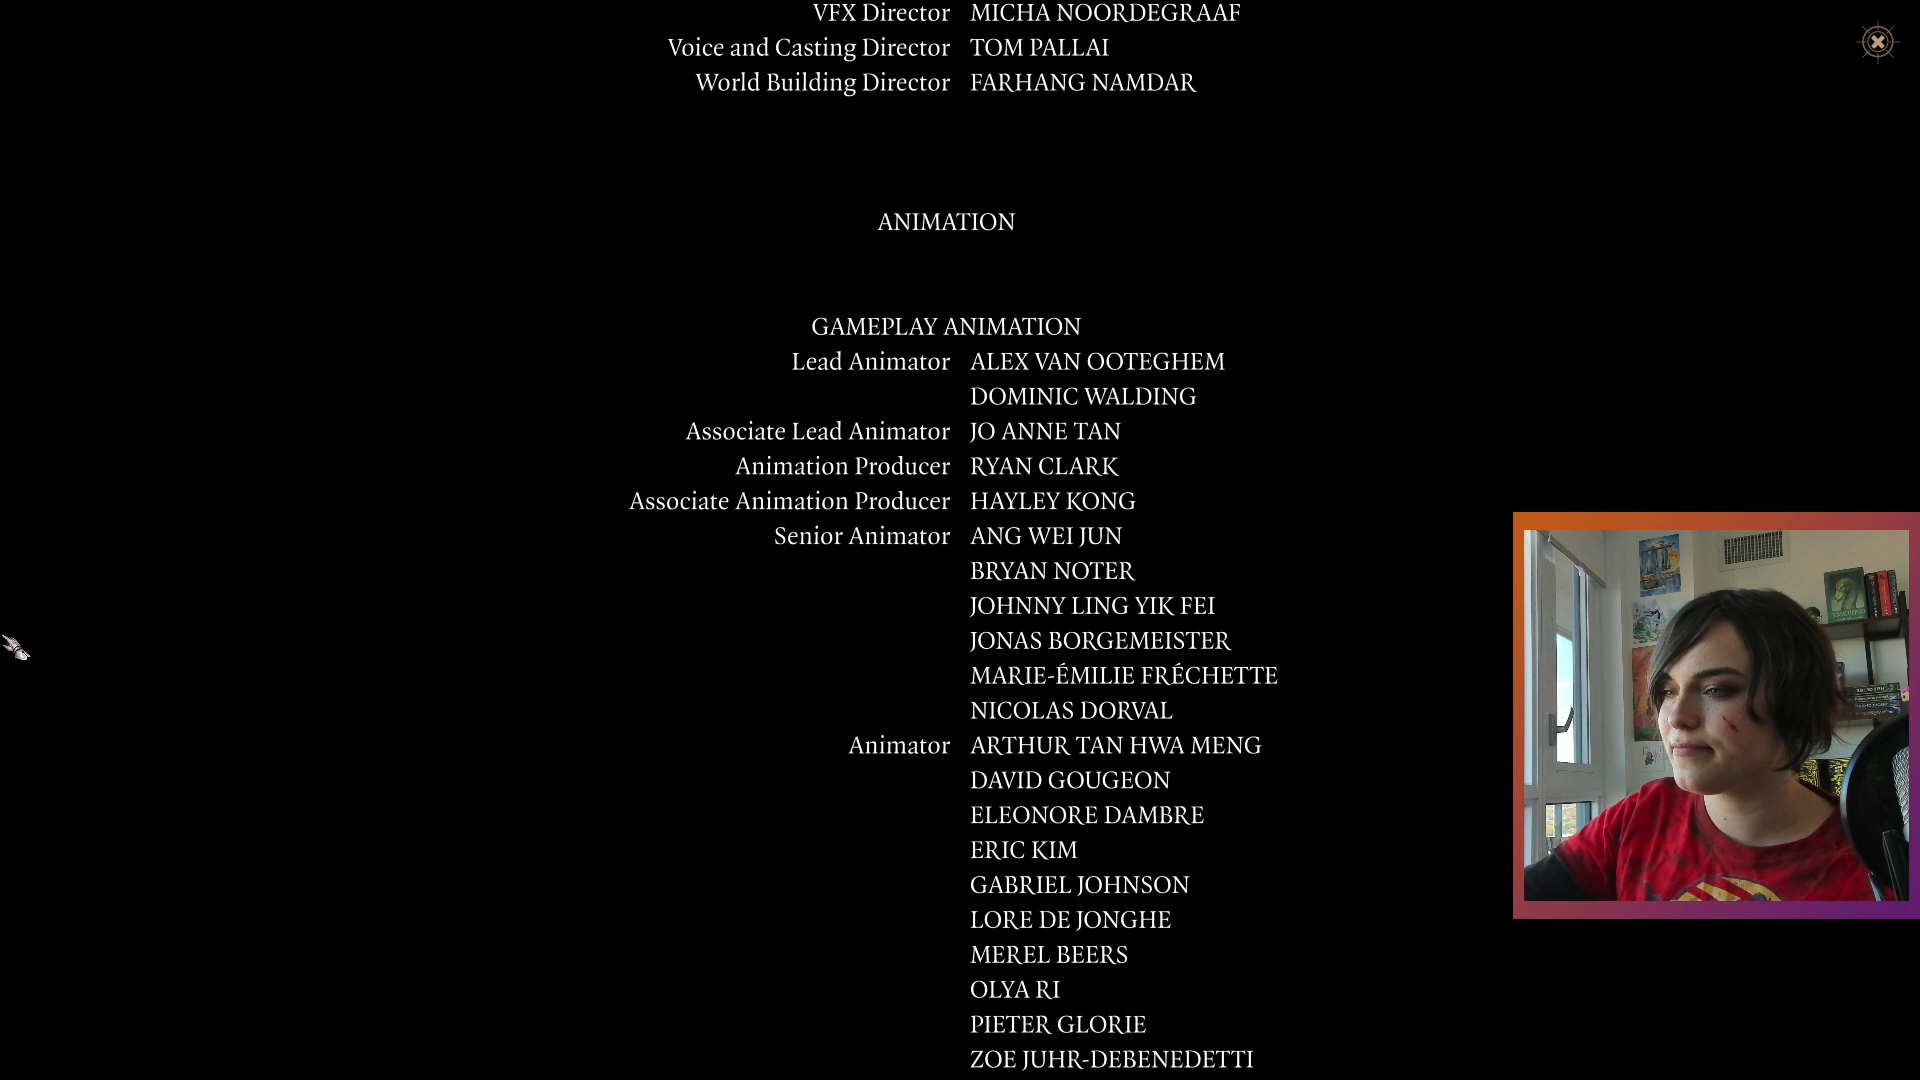 VFX Director MICHA NOORDEGRAAF
Voice and Casting Director TOM PALLAI
World Building Director FARHANG NAMDAR
ANIMATION
GAMEPLAY ANIMATION
Lead Animator ALEX VAN OOTEGHEM
DOMINIC WALDING
Associate Lead Animator JO ANNE TAN
Animation Producer RYAN CLARK
Associate Animation Producer HAYLEY KONG
Senior Animator ANG WEI JUN
BRYAN NOTER
JOHNNY LING YIK FEI
JONAS BORGEMEISTER
MARIE-ÉMILIE FRÉCHETTE
NICOLAS DORVAL
Animator ARTHUR TAN HWA MENG
DAVID GOUGEON
ELEONORE DAMBRE
ERIC KIM
GABRIEL JOHNSON
LORE DE JONGHE
MEREL BEERS
OLYA RI
PIETER GLORIE
ZOE JUHR-DEBENEDETTI